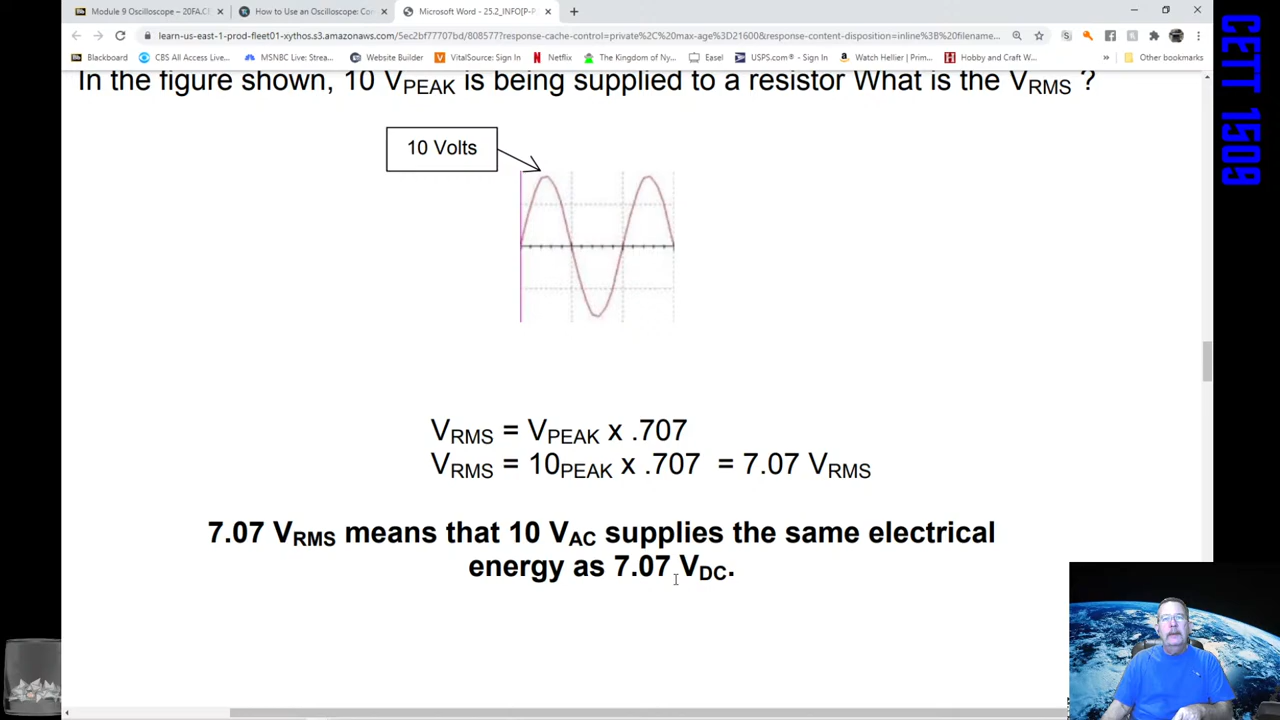 Module 9 Oscilloscope – 20FA.CE
How to Use an Oscilloscope: Co
Microsoft Word - 25.2_INFO[P-P
learn-us-east-1-prod-fleet01-xythos.s3.amazonaws.com/5ec2bf77707bd/808577?response-cache-control=private%2C%20max-age%3D21600&response-content-disposition=inline%3B%20filename...
Blackboard
CBS All Access Live...
MSNBC Live: Strea...
Website Builder
VitalSource: Sign In
Netflix
The Kingdom of Ny...
Easel
USPS.com® - Sign In
Watch Hellier | Prim...
Hobby and Craft W...
Other bookmarks
In the figure shown, 10 VPEAK is being supplied to a resistor What is the VRMS ?
10 Volts
VRMS = VPEAK x .707
VRMS = 10PEAK x .707 = 7.07 VRMS
7.07 VRMS means that 10 VAC supplies the same electrical
energy as 7.07 VDC.
CETT 1509